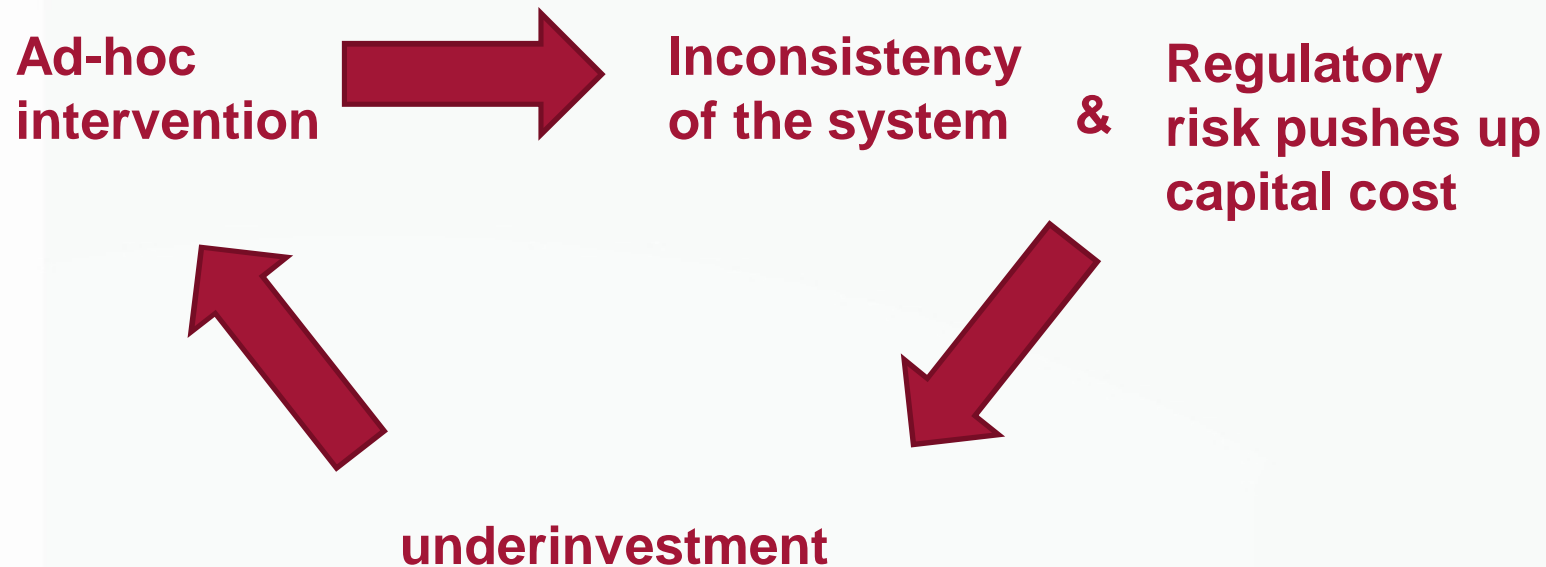 Ad-hoc
intervention
Inconsistency
of the system
&
Regulatory
risk pushes up
capital cost
underinvestment